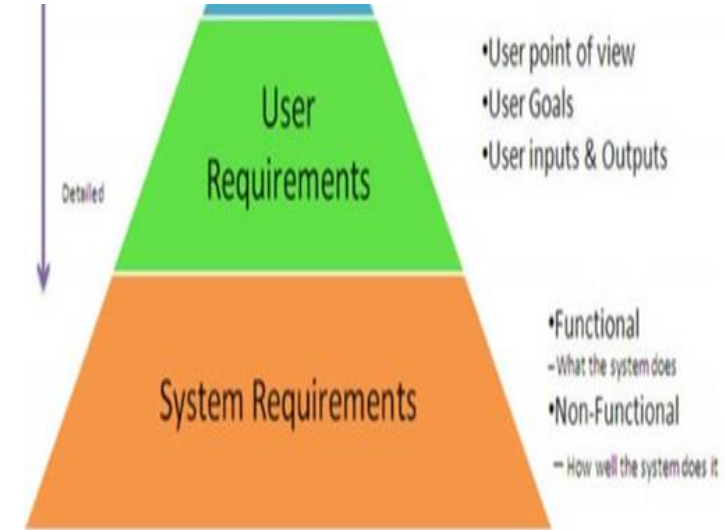 •User point of view
•User Goals
•User inputs & Outputs
User
Requirements
Detailed
•Functional
-What the system does
•Non-Functional
— How well the system does it
System Requirements